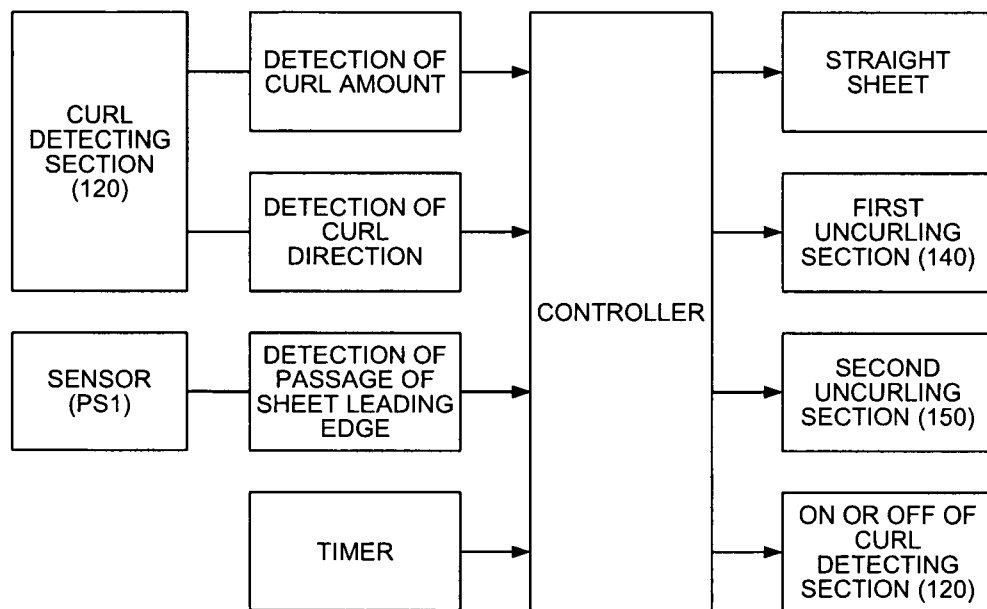 CURL
DETECTING
SECTION
(120)
DETECTION OF
CURL AMOUNT
DETECTION OF
CURL
DIRECTION
SENSOR
(PS1)
DETECTION OF
PASSAGE OF
SHEET LEADING
EDGE
TIMER
CONTROLLER
STRAIGHT
SHEET
FIRST
UNCURLING
SECTION (140)
SECOND
UNCURLING
SECTION (150)
ON OR OFF OF
CURL
DETECTING
SECTION (120)